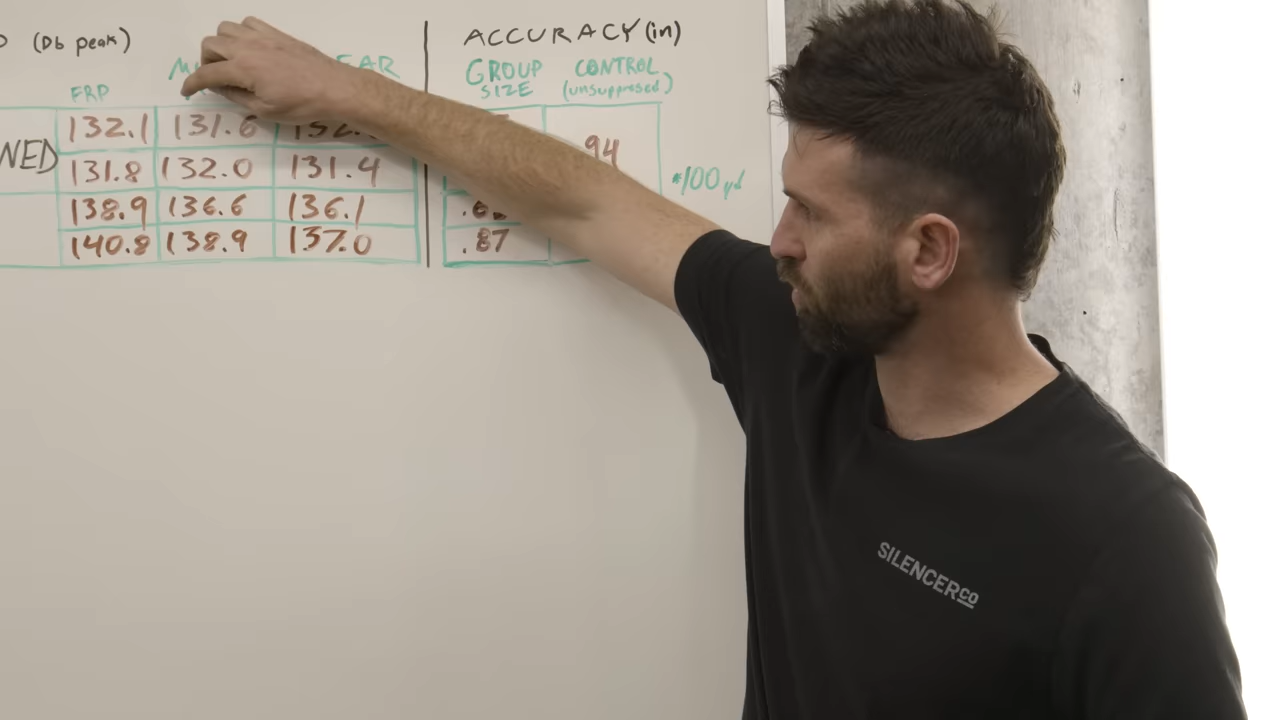 (Db peak)
ACCURACY (in)
FRP
GROUP
SIZE
CONTROL
(unsuppressed)
132.1 131.6
131.8 132.0 131.4
138.9 136.6 136.1
140.8 138.9 137.0
94
.87
*100 yd
SILENCERCO